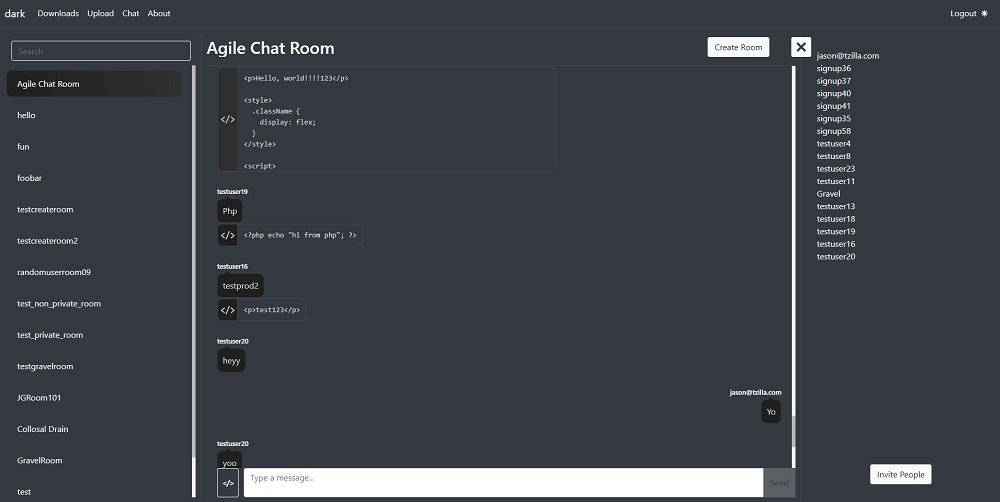 dark Downloads Upload Chat About Logout
Search
Agile Chat Room
hello
fun
foobar
testcreateroom
testcreateroom2
randomuserroom09
test_non_private_room
test_private_room
testgravelroom
JGRoom101
Collosal Drain
GravelRoom
test
Agile Chat Room
Create Room
<p>Hello, world!!!!123</p>
<style>
.className {
display: flex;
}
</style>
<script>
</>
testuser19
Php
</> <?php echo "hi from php"; ?>
testuser16
testprod2
</> <p>test123</p>
testuser20
heyy
jason@tzilla.com
Yo
testuser20
yoo
</> Type a message... Send
jason@tzilla.com
signup36
signup37
signup40
signup41
signup35
signup58
testuser4
testuser8
testuser23
testuser11
Gravel
testuser13
testuser18
testuser19
testuser16
testuser20
Invite People